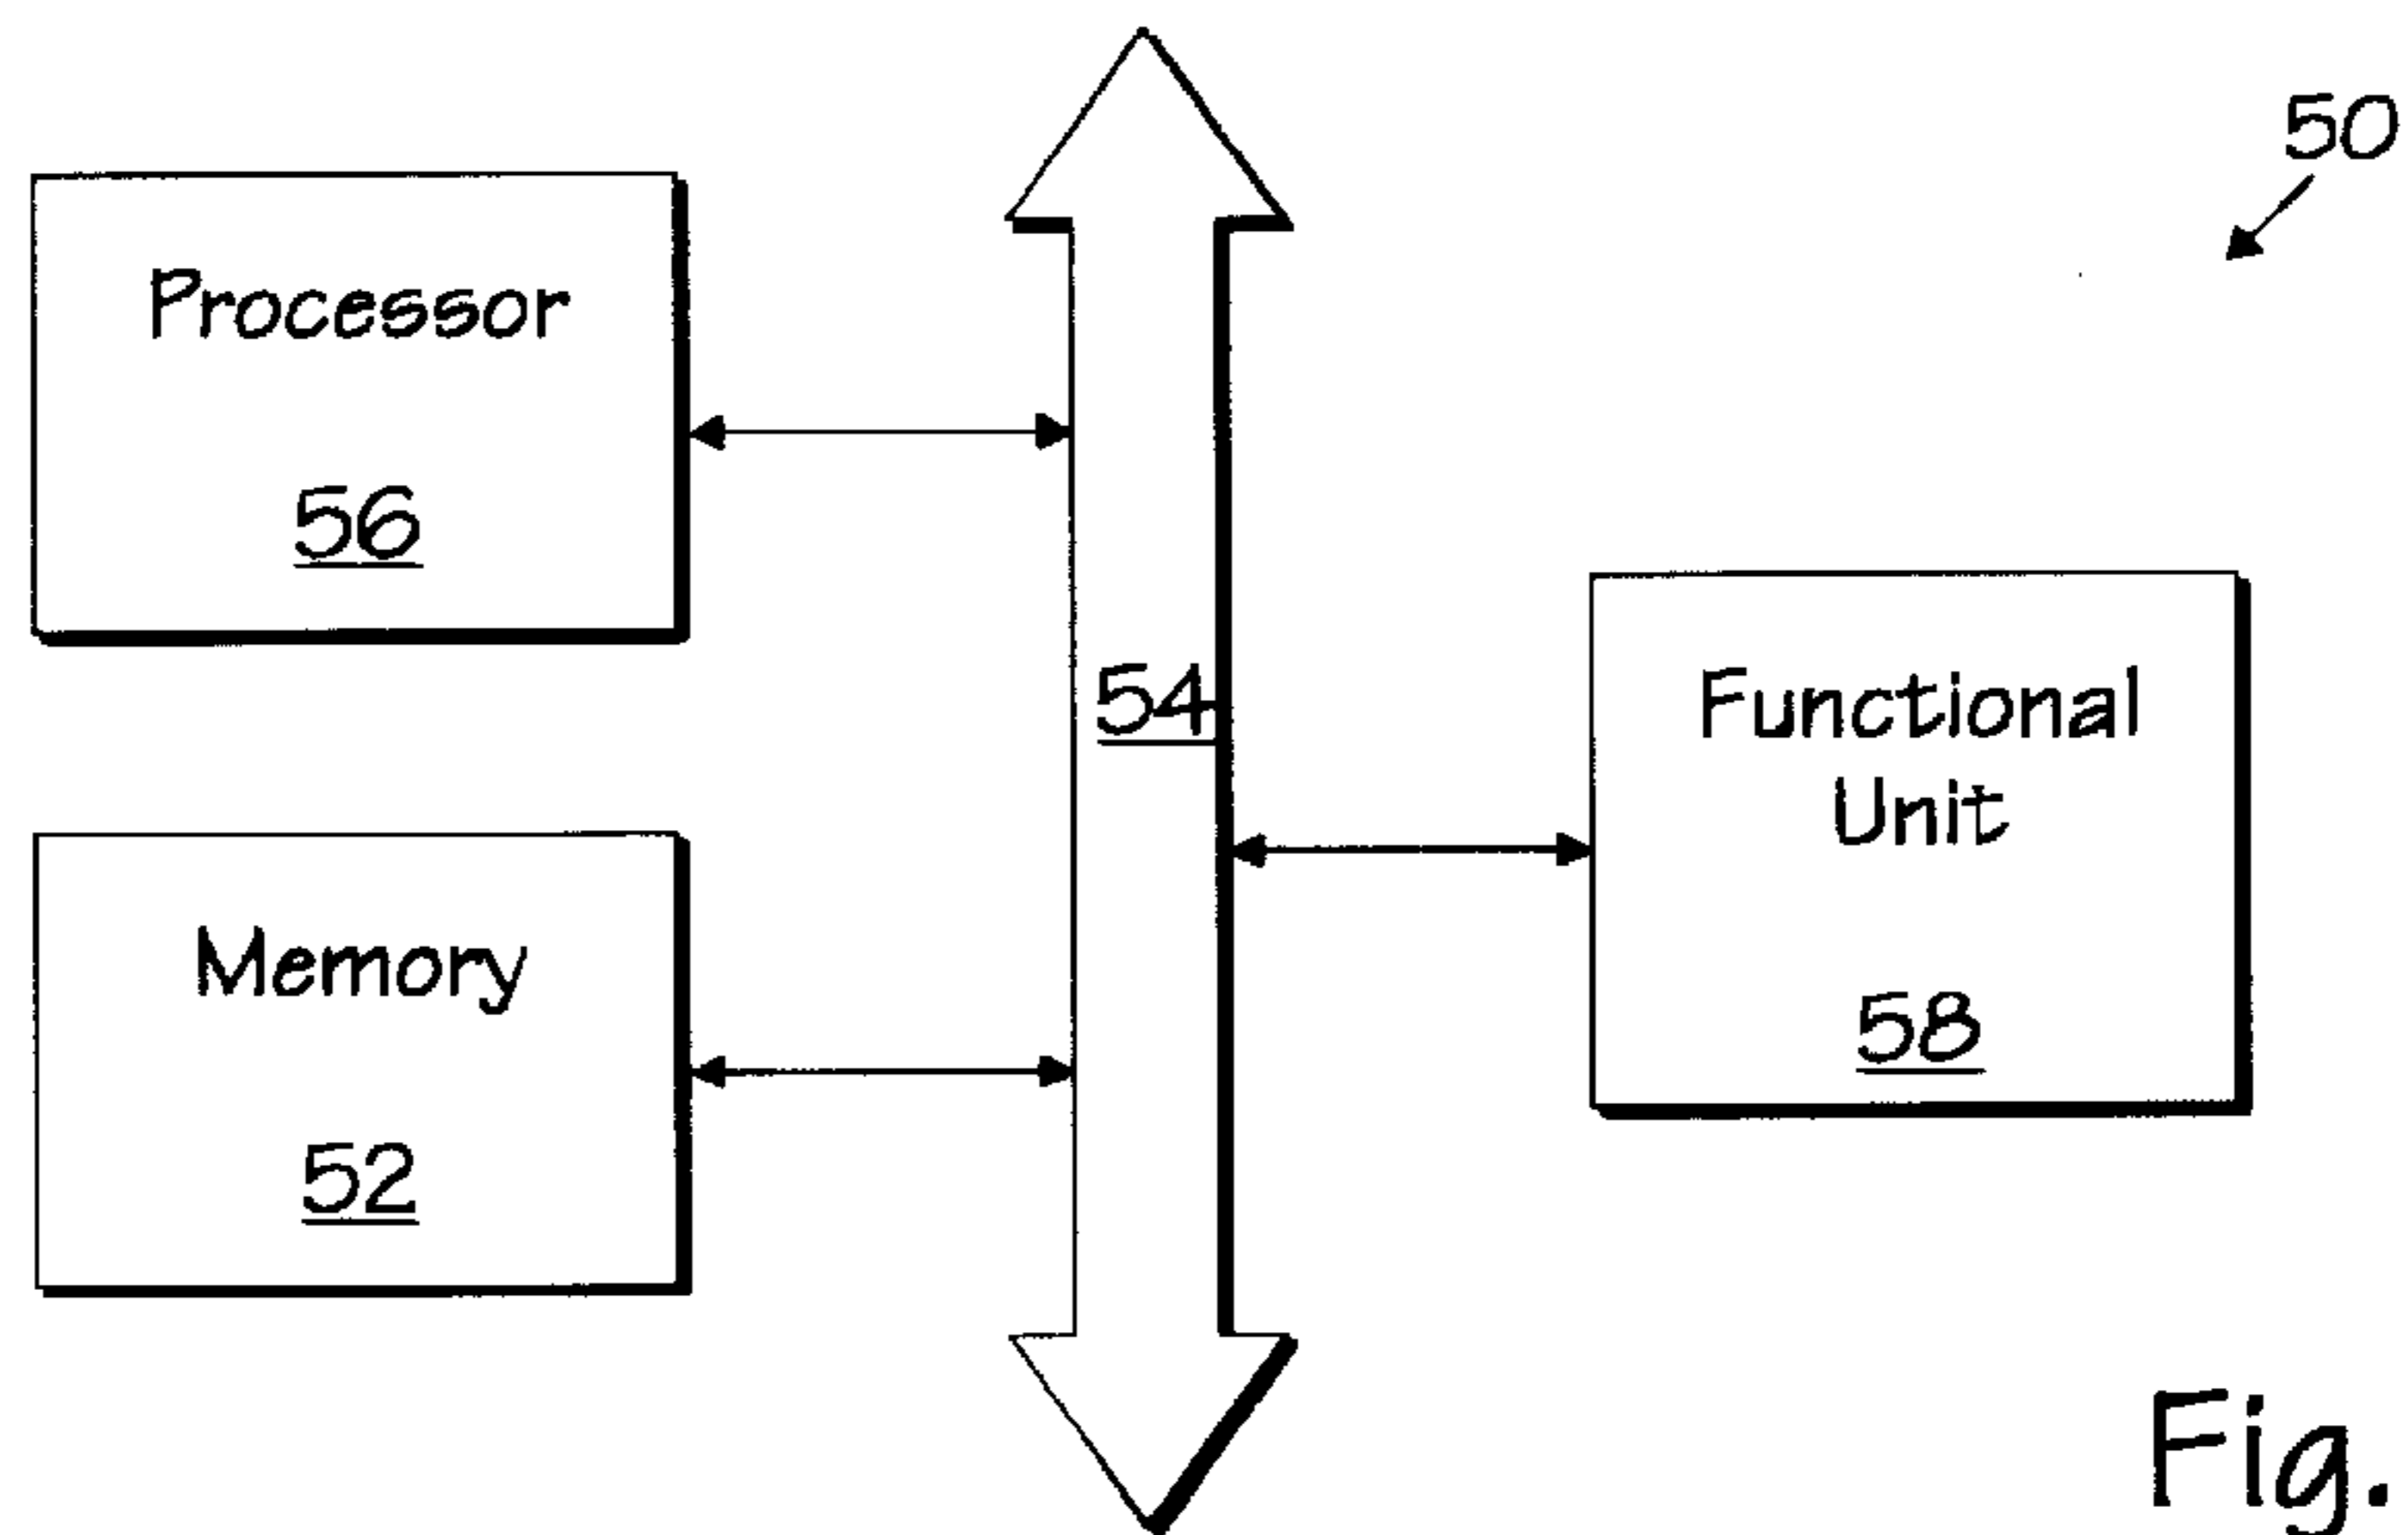 50
Processor
56
54
Functional
Unit
58
Memory
52
Fig.